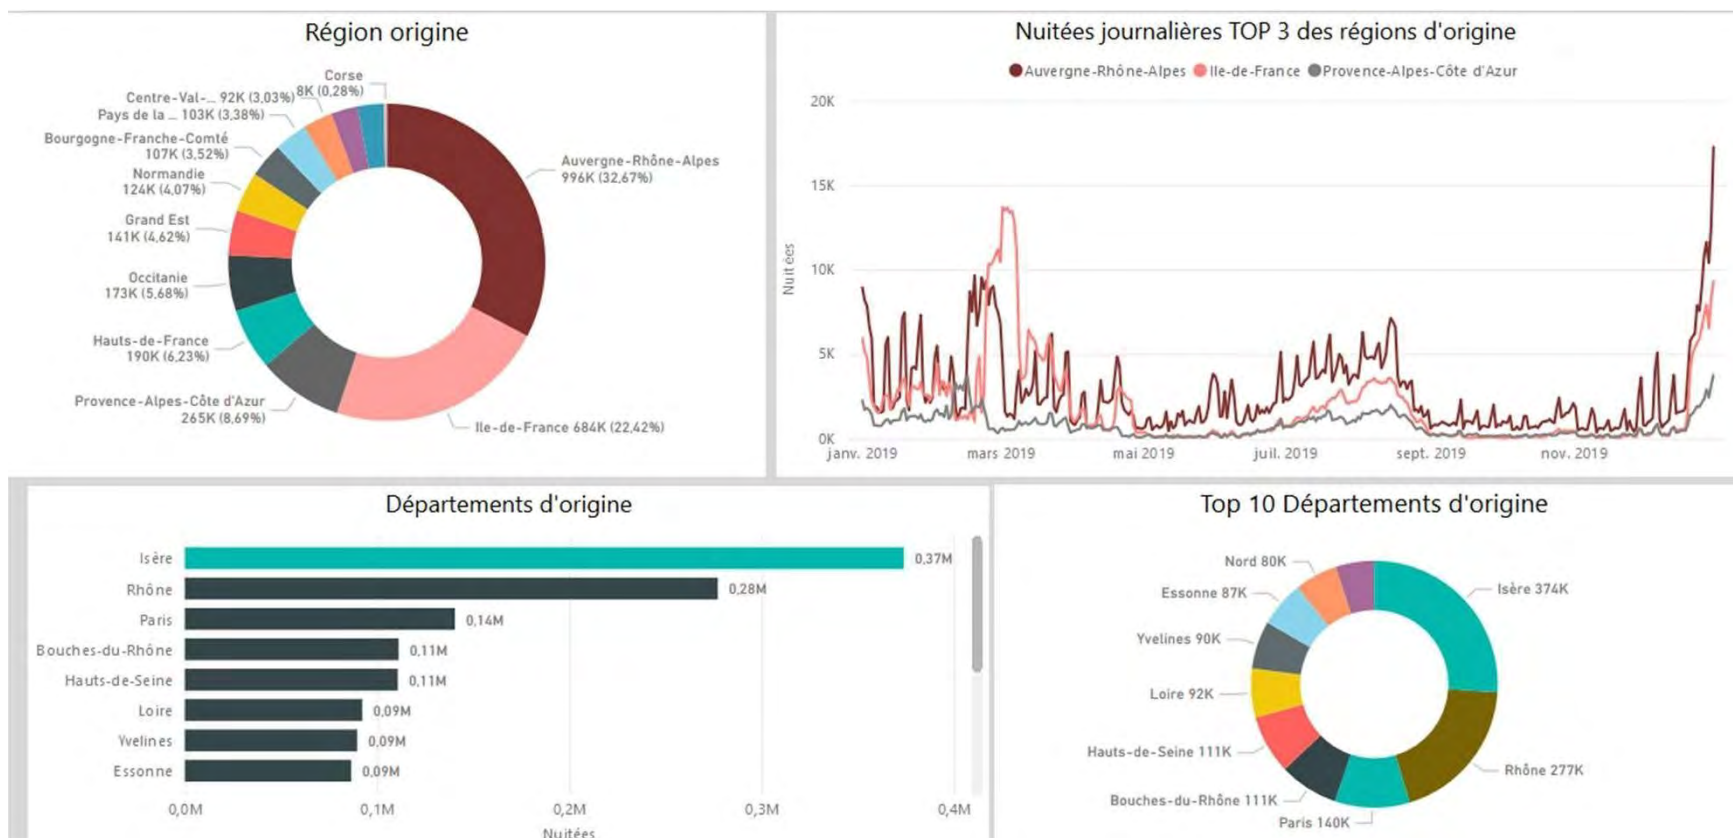 Région origine
Corse
8K (0,28%)
Centre-Val-... 92K (3,03%)
Pays de la ... 103K (3,38%)
Bourgogne-Franche-Comté
107K (3,52%)
Normandie
124K (4,07%)
Grand Est
141K (4,62%)
Occitanie
173K (5,68%)
Hauts-de-France
190K (6,23%)
Provence-Alpes-Côte d'Azur
265K (8,69%)
Ile-de-France 684K (22,42%)
Auvergne-Rhône-Alpes
996K (32,67%)
Nuitées journalières TOP 3 des régions d'origine
Auvergne-Rhône-Alpes Ile-de-France Provence-Alpes-Côte d'Azur
20K
15K
10K
5K
0K
Nuitées
janv. 2019 mars 2019 mai 2019 juil. 2019 sept. 2019 nov. 2019
Départements d'origine
Isère 0,37M
Rhône 0,28M
Paris 0,14M
Bouches-du-Rhône 0,11M
Hauts-de-Seine 0,11M
Loire 0,09M
Yvelines 0,09M
Essonne 0,09M
0,0M 0,1M 0,2M 0,3M 0,4M
Nuitées
Top 10 Départements d'origine
Nord 80K
Essonne 87K
Yvelines 90K
Loire 92K
Hauts-de-Seine 111K
Bouches-du-Rhône 111K
Paris 140K
Rhône 277K
Isère 374K